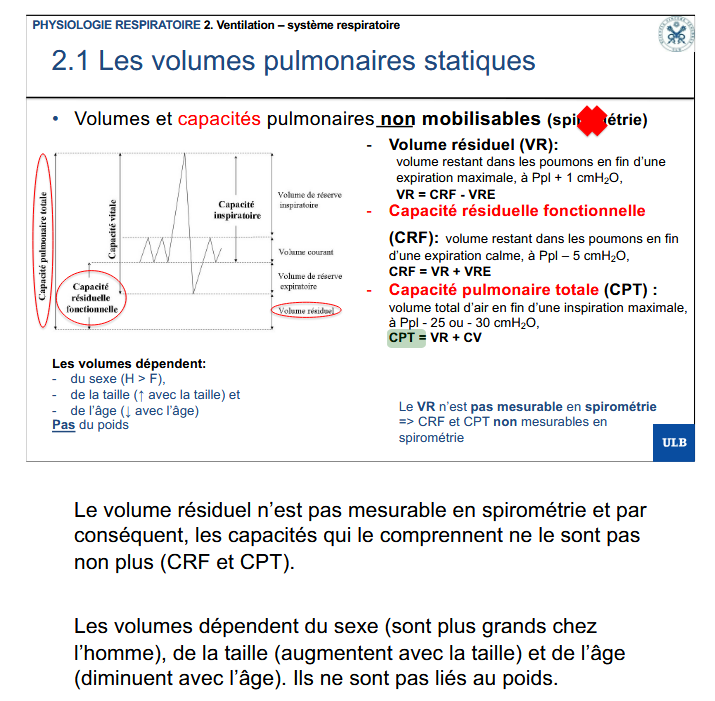 PHYSIOLOGIE RESPIRATOIRE 2. Ventilation – système respiratoire
2.1 Les volumes pulmonaires statiques
• Volumes et capacités pulmonaires non mobilisables (spi étrie)
Capacité pulmonaire totale
Capacité vitale
Capacité
inspiratoire
Capacité
résiduelle
fonctionnelle
Volume de réserve
inspiratoire
Volume courant
Volume de réserve
expiratoire
Volume résiduel
- Volume résiduel (VR):
volume restant dans les poumons en fin d’une
expiration maximale, à Ppl + 1 cmH₂O,
VR = CRF - VRE
- Capacité résiduelle fonctionnelle
(CRF): volume restant dans les poumons en fin
d’une expiration calme, à Ppl – 5 cmH₂O,
CRF = VR + VRE
- Capacité pulmonaire totale (CPT) :
volume total d’air en fin d’une inspiration maximale,
à Ppl - 25 ou - 30 cmH₂O,
CPT = VR + CV
Les volumes dépendent:
- du sexe (H > F),
- de la taille (↑ avec la taille) et
- de l’âge (↓ avec l’âge)
Pas du poids
Le VR n’est pas mesurable en spirométrie
=> CRF et CPT non mesurables en
spirométrie
ULB
Le volume résiduel n’est pas mesurable en spirométrie et par
conséquent, les capacités qui le comprennent ne le sont pas
non plus (CRF et CPT).
Les volumes dépendent du sexe (sont plus grands chez
l’homme), de la taille (augmentent avec la taille) et de l’âge
(diminuent avec l’âge). Ils ne sont pas liés au poids.